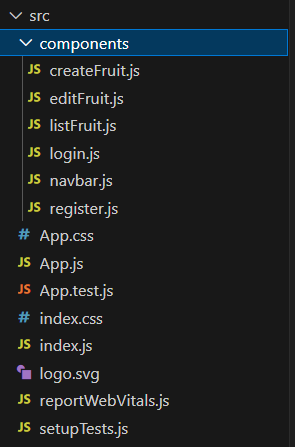 src
components
JS createFruit.js
JS editFruit.js
JS listFruit.js
JS login.js
JS navbar.js
JS register.js
# App.css
JS App.js
JS App.test.js
# index.css
JS index.js
logo.svg
JS reportWebVitals.js
JS setupTests.js